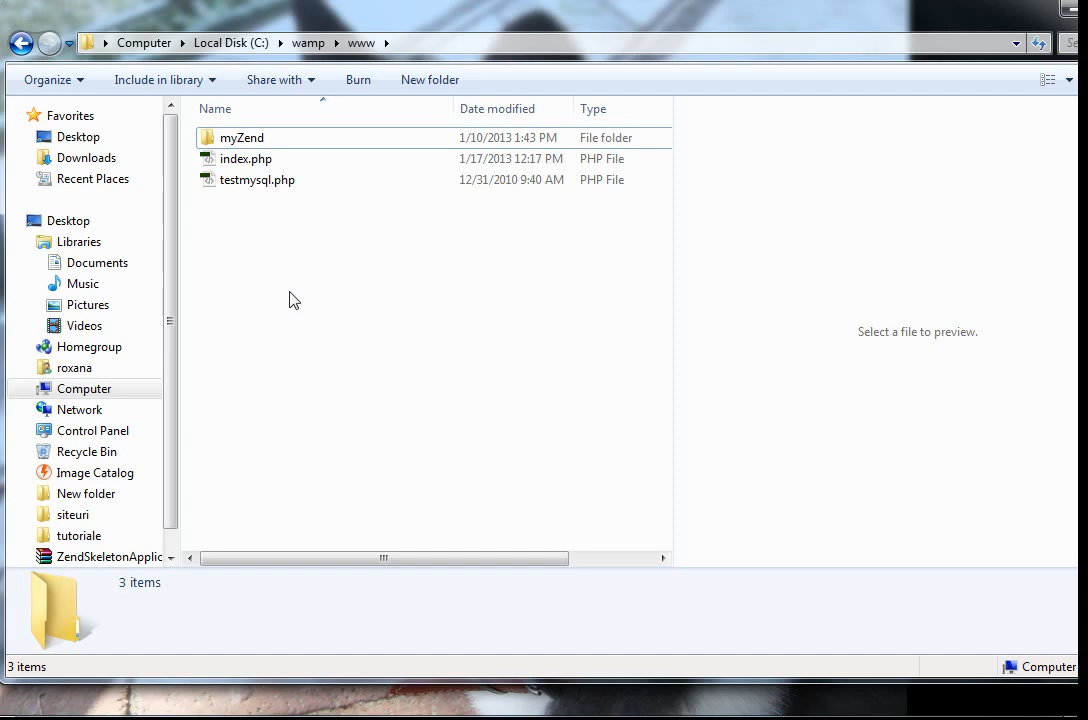 Computer Local Disk (C:) wamp www Se
Organize Include in library Share with Burn New folder
Name Date modified Type
myZend 1/10/2013 1:43 PM File folder
index.php 1/17/2013 12:17 PM PHP File
testmysql.php 12/31/2010 9:40 AM PHP File
Favorites
Desktop
Downloads
Recent Places
Desktop
Libraries
Documents
Music
Pictures
Videos
Homegroup
roxana
Computer
Network
Control Panel
Recycle Bin
Image Catalog
New folder
siteuri
tutoriale
ZendSkeletonApplic
Select a file to preview.
3 items
3 items Computer